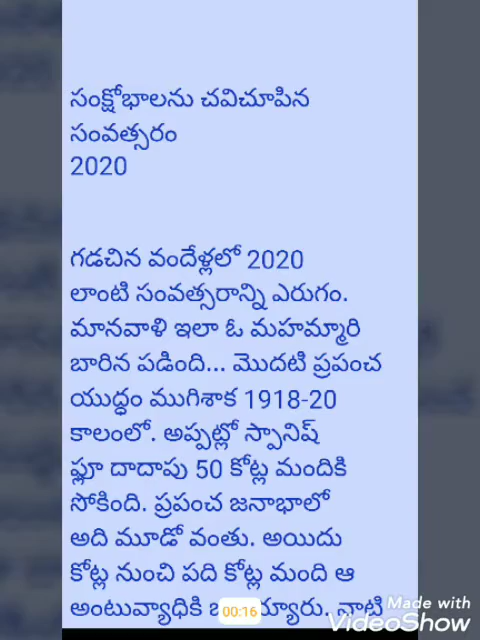 సంక్షోభాలను చవిచూపిన
సంవత్సరం
2020
గడచిన వందేళ్లలో 2020
లాంటి సంవత్సరాన్ని ఎరుగం.
మానవాళి ఇలా ఓ మహమ్మారి
బారిన పడింది... మొదటి ప్రపంచ
యుద్ధం ముగిశాక 1918-20
కాలంలో. అప్పట్లో స్పానిష్
ఫ్లూ దాదాపు 50 కోట్ల మందికి
సోకింది. ప్రపంచ జనాభాలో
అది మూడో వంతు. అయిదు
కోట్ల నుంచి పది కోట్ల మంది ఆ
అంటువ్యాధికి
00:16
Made with
VideoShow